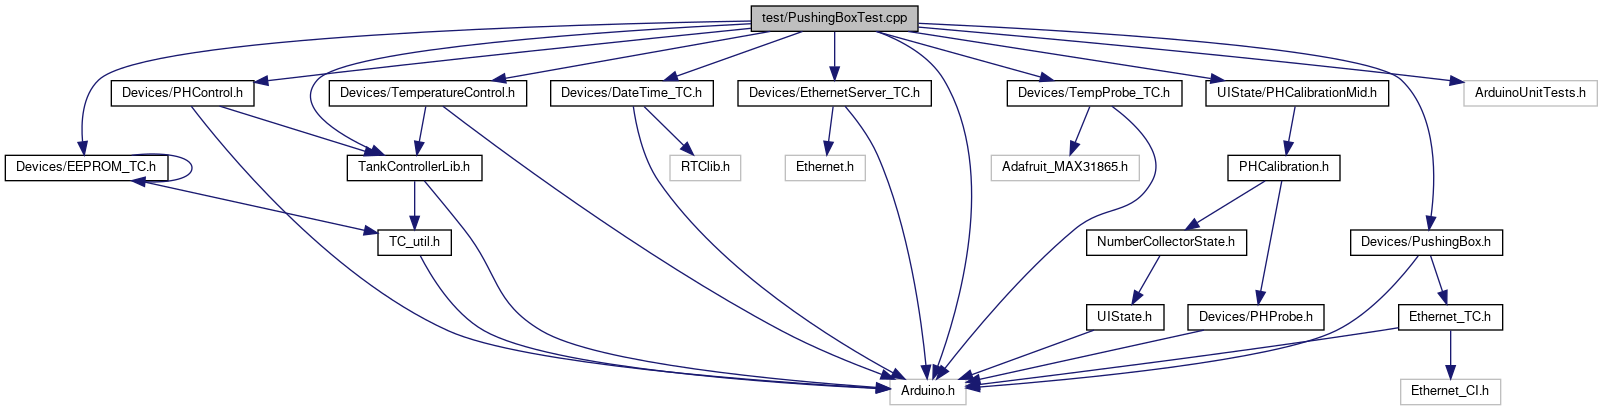 test/PushingBoxTest.cpp
Devices/PHControl.h
Devices/TemperatureControl.h
Devices/DateTime_TC.h
Devices/EthernetServer_TC.h
Devices/TempProbe_TC.h
UIState/PHCalibrationMid.h
ArduinoUnitTests.h
Devices/EEPROM_TC.h
TankControllerLib.h
RTClib.h
Ethernet.h
Adafruit_MAX31865.h
PHCalibration.h
TC_util.h
NumberCollectorState.h
Devices/PushingBox.h
UIState.h
Devices/PHProbe.h
Ethernet_TC.h
Arduino.h
Ethernet_CI.h